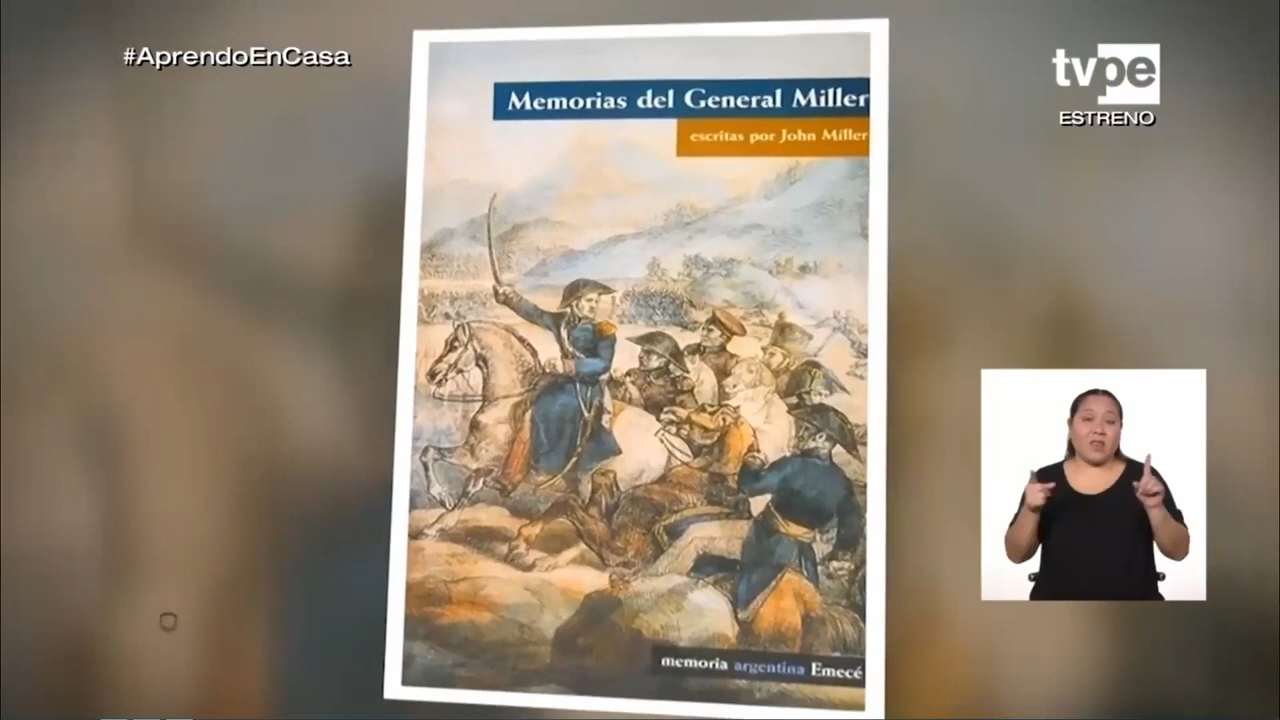 #AprendoEnCasa
tvpe
ESTRENO
Memorias del General Miller
escritas por John Miller
memoria argentina Emecé